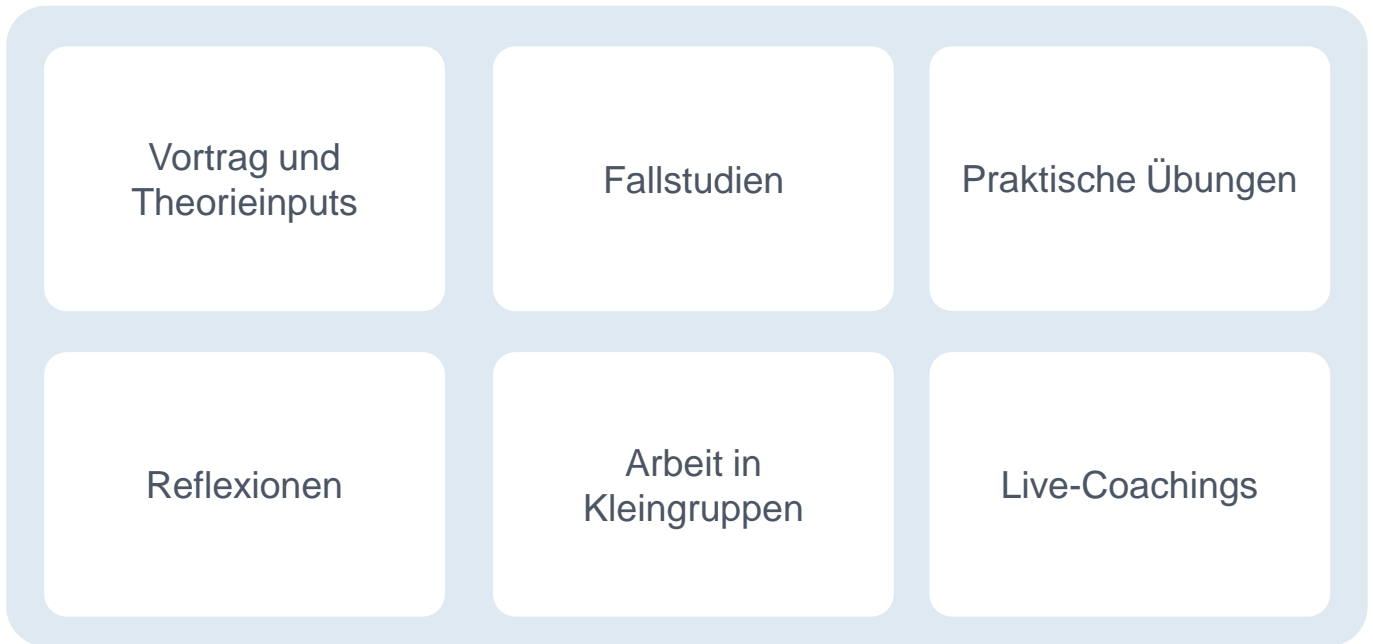 Vortrag und
Theorieinputs
Fallstudien
Praktische Übungen
Reflexionen
Arbeit in
Kleingruppen
Live-Coachings